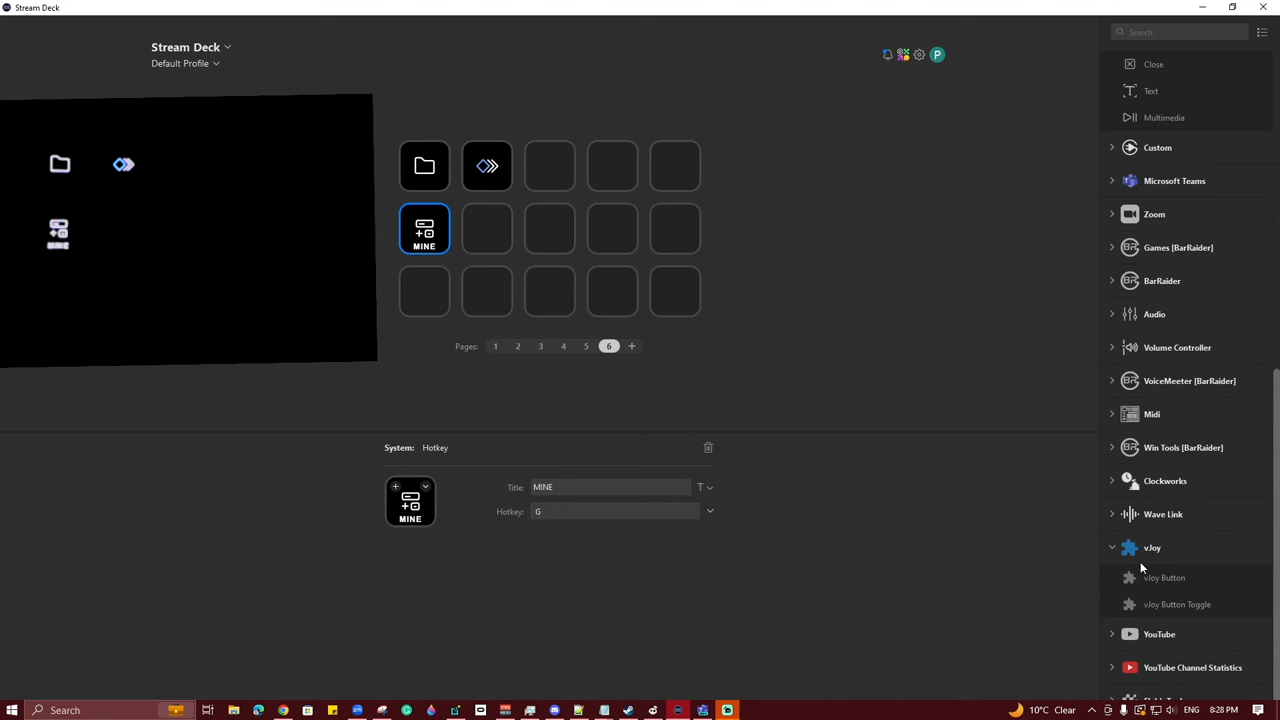 Stream Deck
Stream Deck
Default Profile
P
Search
Close
Text
Multimedia
Custom
Microsoft Teams
Zoom
Games [BarRaider]
BarRaider
Audio
Volume Controller
VoiceMeeter [BarRaider]
Midi
Win Tools [BarRaider]
Clockworks
Wave Link
vJoy
vJoy Button
vJoy Button Toggle
YouTube
YouTube Channel Statistics
MINE
MINE
Pages: 1 2 3 4 5 6 +
System: Hotkey
MINE
Title: MINE
T
Hotkey: G
Search
10°C Clear
ENG 8:28 PM